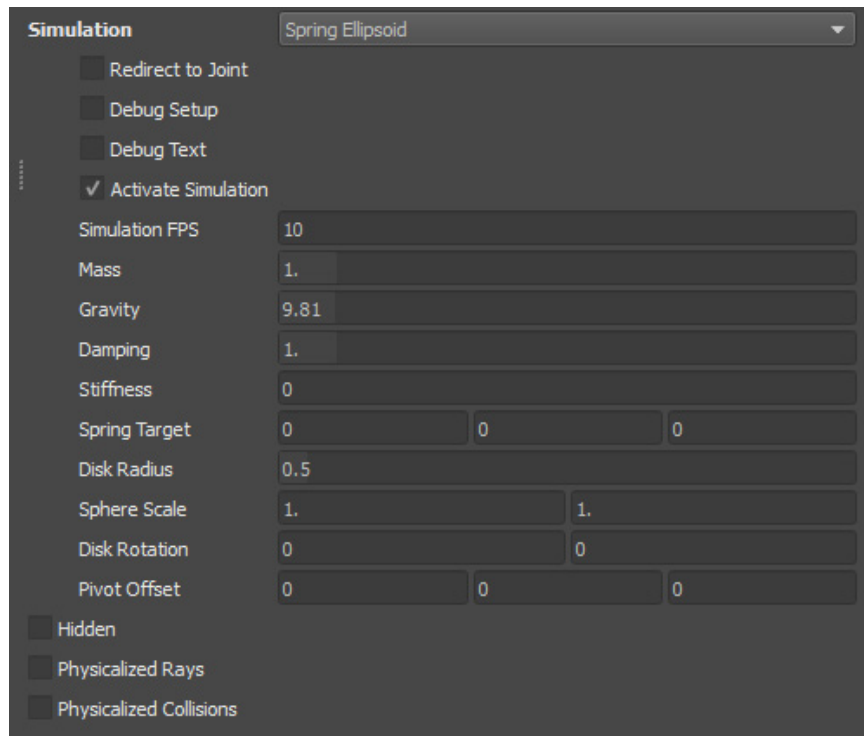 Simulation Spring Ellipsoid
Redirect to Joint
Debug Setup
Debug Text
Activate Simulation
Simulation FPS 10
Mass 1.
Gravity 9.81
Damping 1.
Stiffness 0
Spring Target 0 0 0
Disk Radius 0.5
Sphere Scale 1. 1.
Disk Rotation 0 0
Pivot Offset 0 0 0
Hidden
Physicalized Rays
Physicalized Collisions